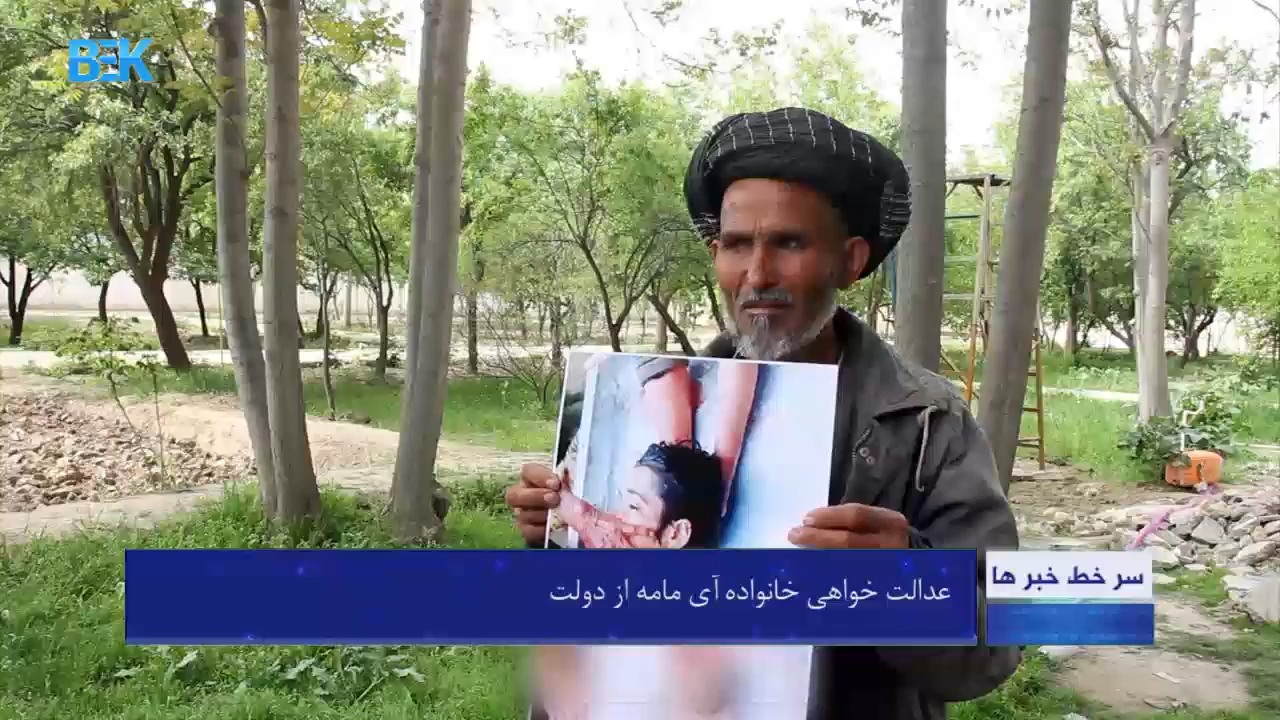 BEK
سر خط خبر ها
عدالت خواهی خانواده آی مامه از دولت